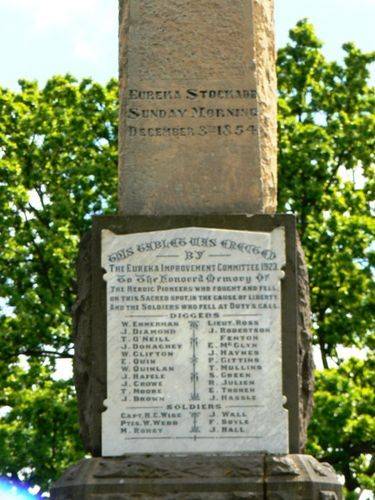 EUREKA STOCKADE
SUNDAY MORNING
DECEMBER 3RD 1854
THIS TABLET WAS ERECTED
BY
THE EUREKA IMPROVEMENT COMMITTEE 1923
To The Honored Memory Of
THE HEROIC PIONEERS WHO FOUGHT AND FELL
ON THIS SACRED SPOT, IN THE CAUSE OF LIBERTY
AND THE SOLDIERS WHO FELL AT DUTY'S CALL
DIGGERS
W. EMMERMAN LIEUT. ROSS
J. DIAMOND J. ROBERTSON
T. O'NEILL FENTON
J. DONAGHEY E. McGLYN
W. CLIFTON J. HAYNES
E. QUIN P. GITTINS
W. QUINLAN T. MULLINS
J. HAFELE S. GREEN
J. CROWE R. JULIEN
T. MOORE E. THONEN
J. BROWN J. HASSLE
SOLDIERS
CAPT. H.C. WISE J. WALL
PTES. W. WEBB F. BOYLE
M. RONEY J. HALL